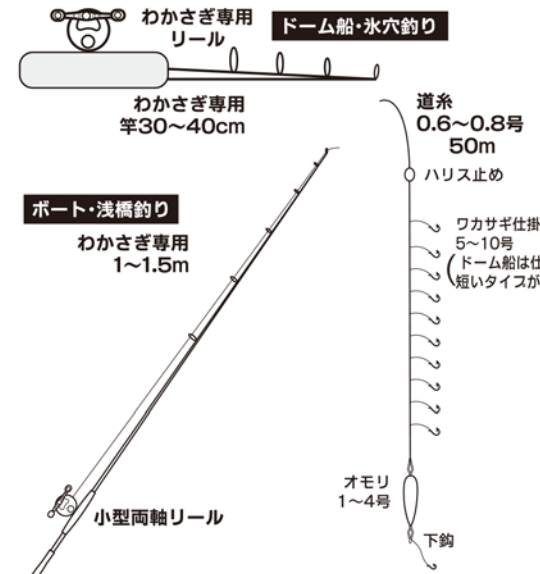 わかさぎ専用
リール
ドーム船・氷穴釣り
わかさぎ専用
竿30〜40cm
道糸
0.6〜0.8号
50m
ハリス止め
ボート・浅橋釣り
わかさぎ専用
1〜1.5m
ワカサギ仕掛
5〜10号
(ドーム船は仕
短いタイプが
オモリ
1〜4号
下鈎
小型両軸リール